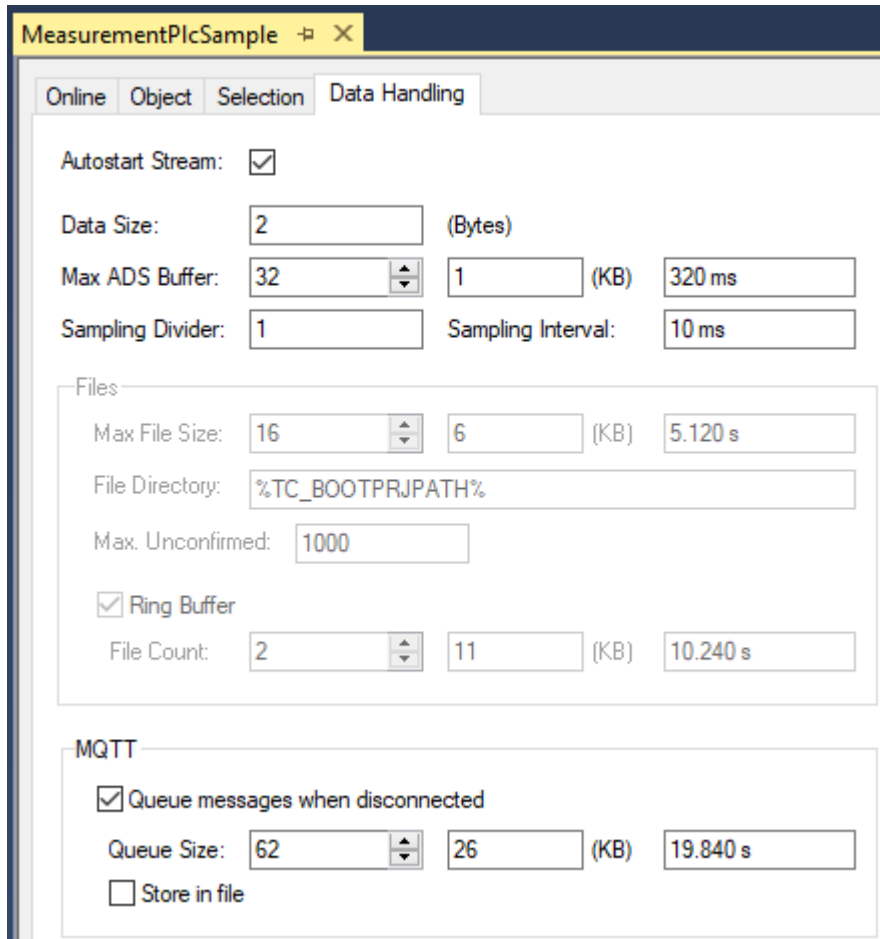 MeasurementPlcSample
Online Object Selection Data Handling
Autostart Stream:
Data Size: 2 (Bytes)
Max ADS Buffer: 32 1 (KB) 320 ms
Sampling Divider: 1 Sampling Interval: 10 ms
Files
Max File Size: 16 6 (KB) 5.120 s
File Directory: %TC_BOOTPRJPATH%
Max. Unconfirmed: 1000
Ring Buffer
File Count: 2 11 (KB) 10.240 s
MQTT
Queue messages when disconnected
Queue Size: 62 26 (KB) 19.840 s
Store in file